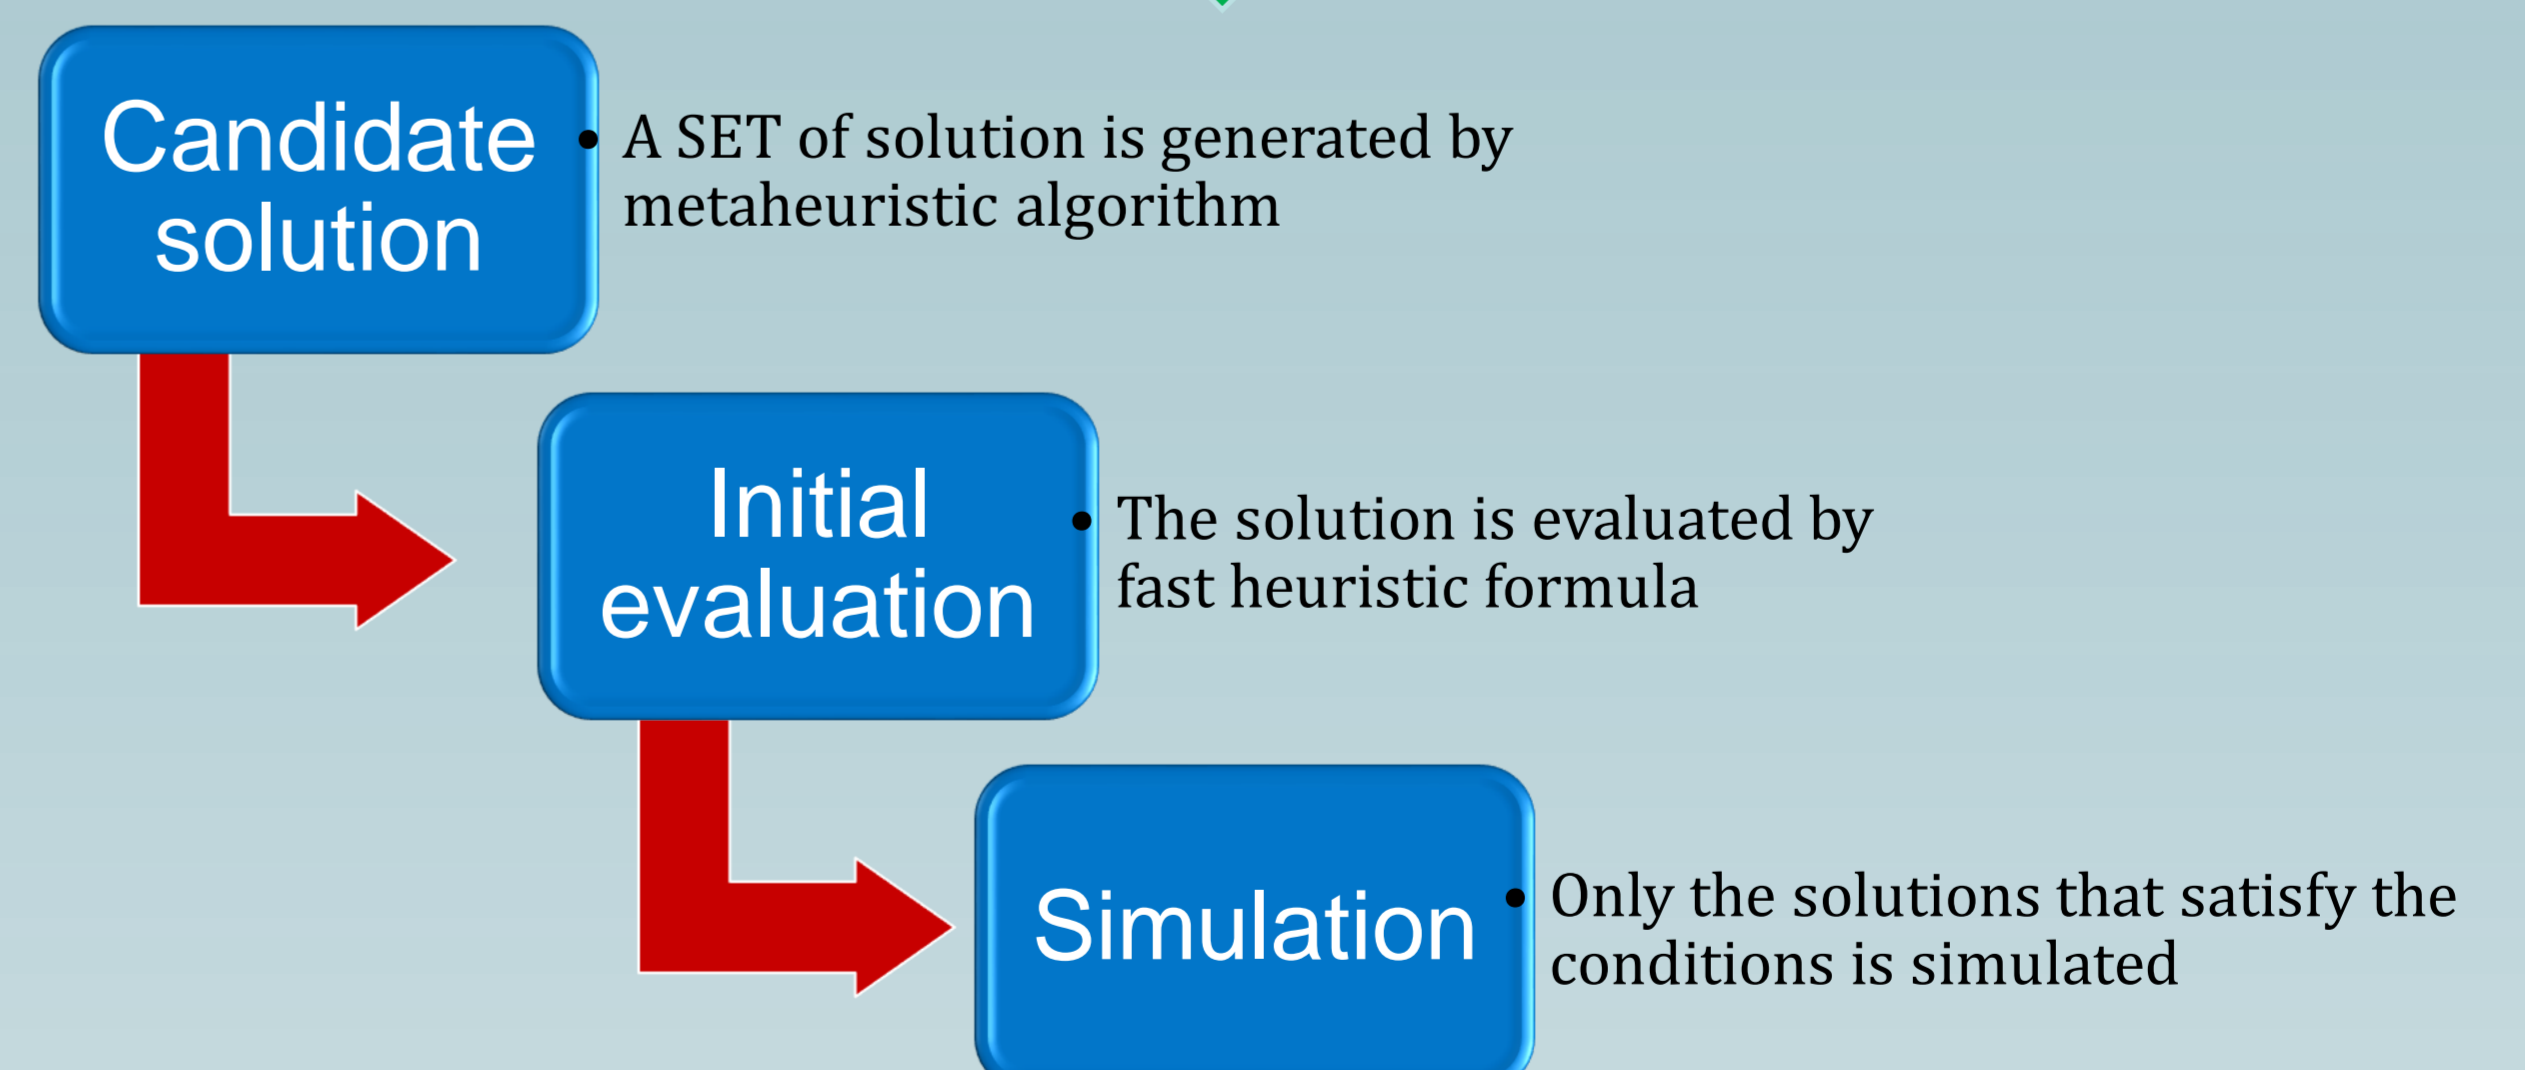 Candidate
solution
• A SET of solution is generated by
metaheuristic algorithm
Initial
evaluation
• The solution is evaluated by
fast heuristic formula
Simulation
• Only the solutions that satisfy the
conditions is simulated